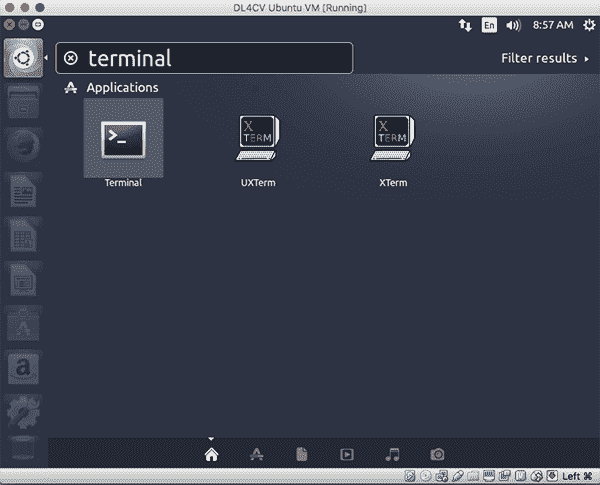 DL4CV Ubuntu VM [Running]
En 8:57 AM
terminal
Filter results
Applications
X TERM
X TERM
Terminal
UXTerm
XTerm
Left ⌘